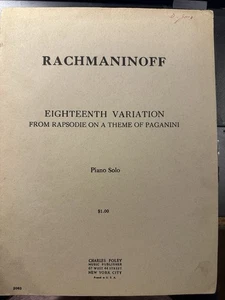 RACHMANINOFF
EIGHTEENTH VARIATION
FROM RAPSODIE ON A THEME OF PAGANINI
Piano Solo
$1.00
CHARLES FOLEY
MUSIC PUBLISHER
NEW YORK CITY